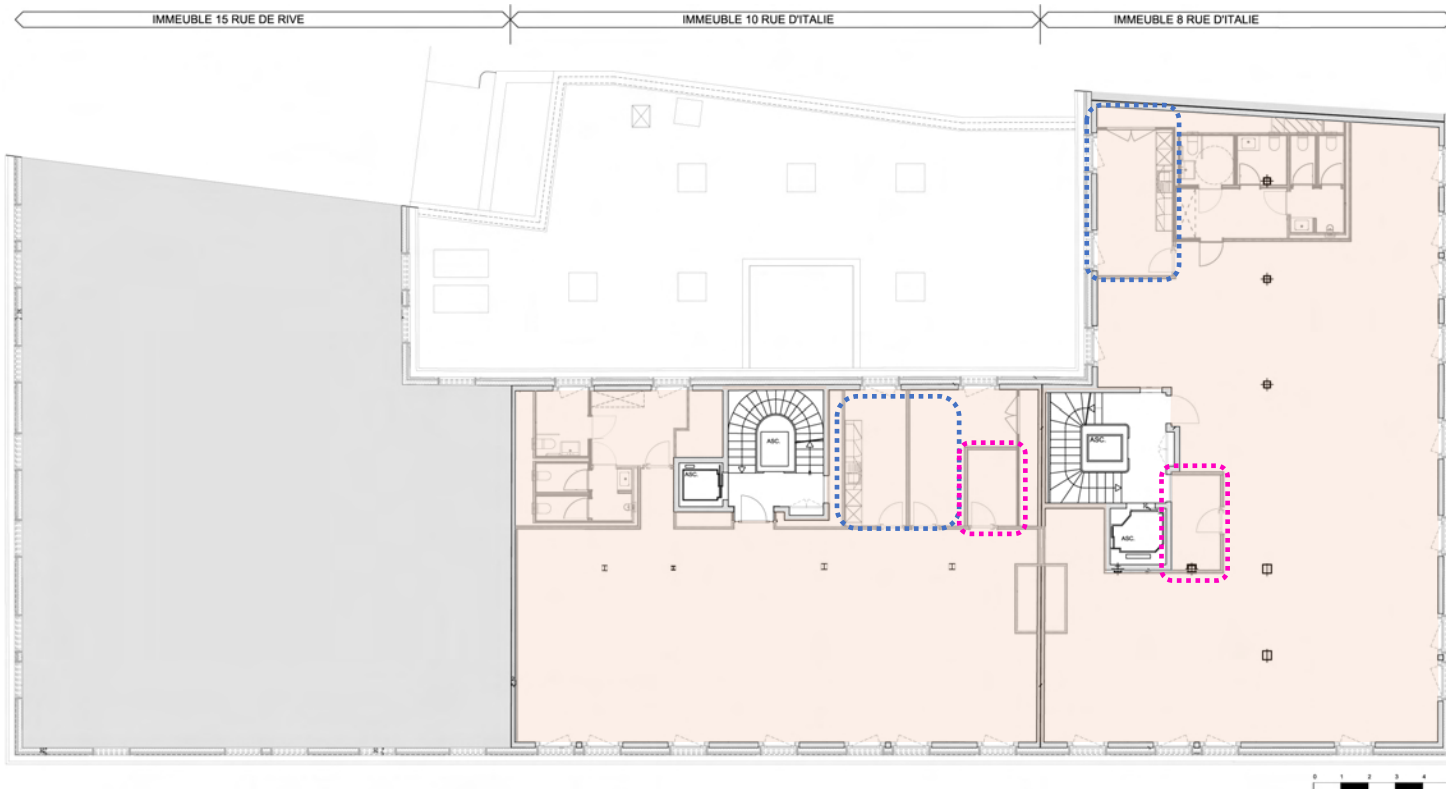 IMMEUBLE 15 RUE DE RIVE
IMMEUBLE 10 RUE D'ITALIE
IMMEUBLE 8 RUE D'ITALIE
ASC.
ASC.
ASC.
ASC.
0 1 2 3 4